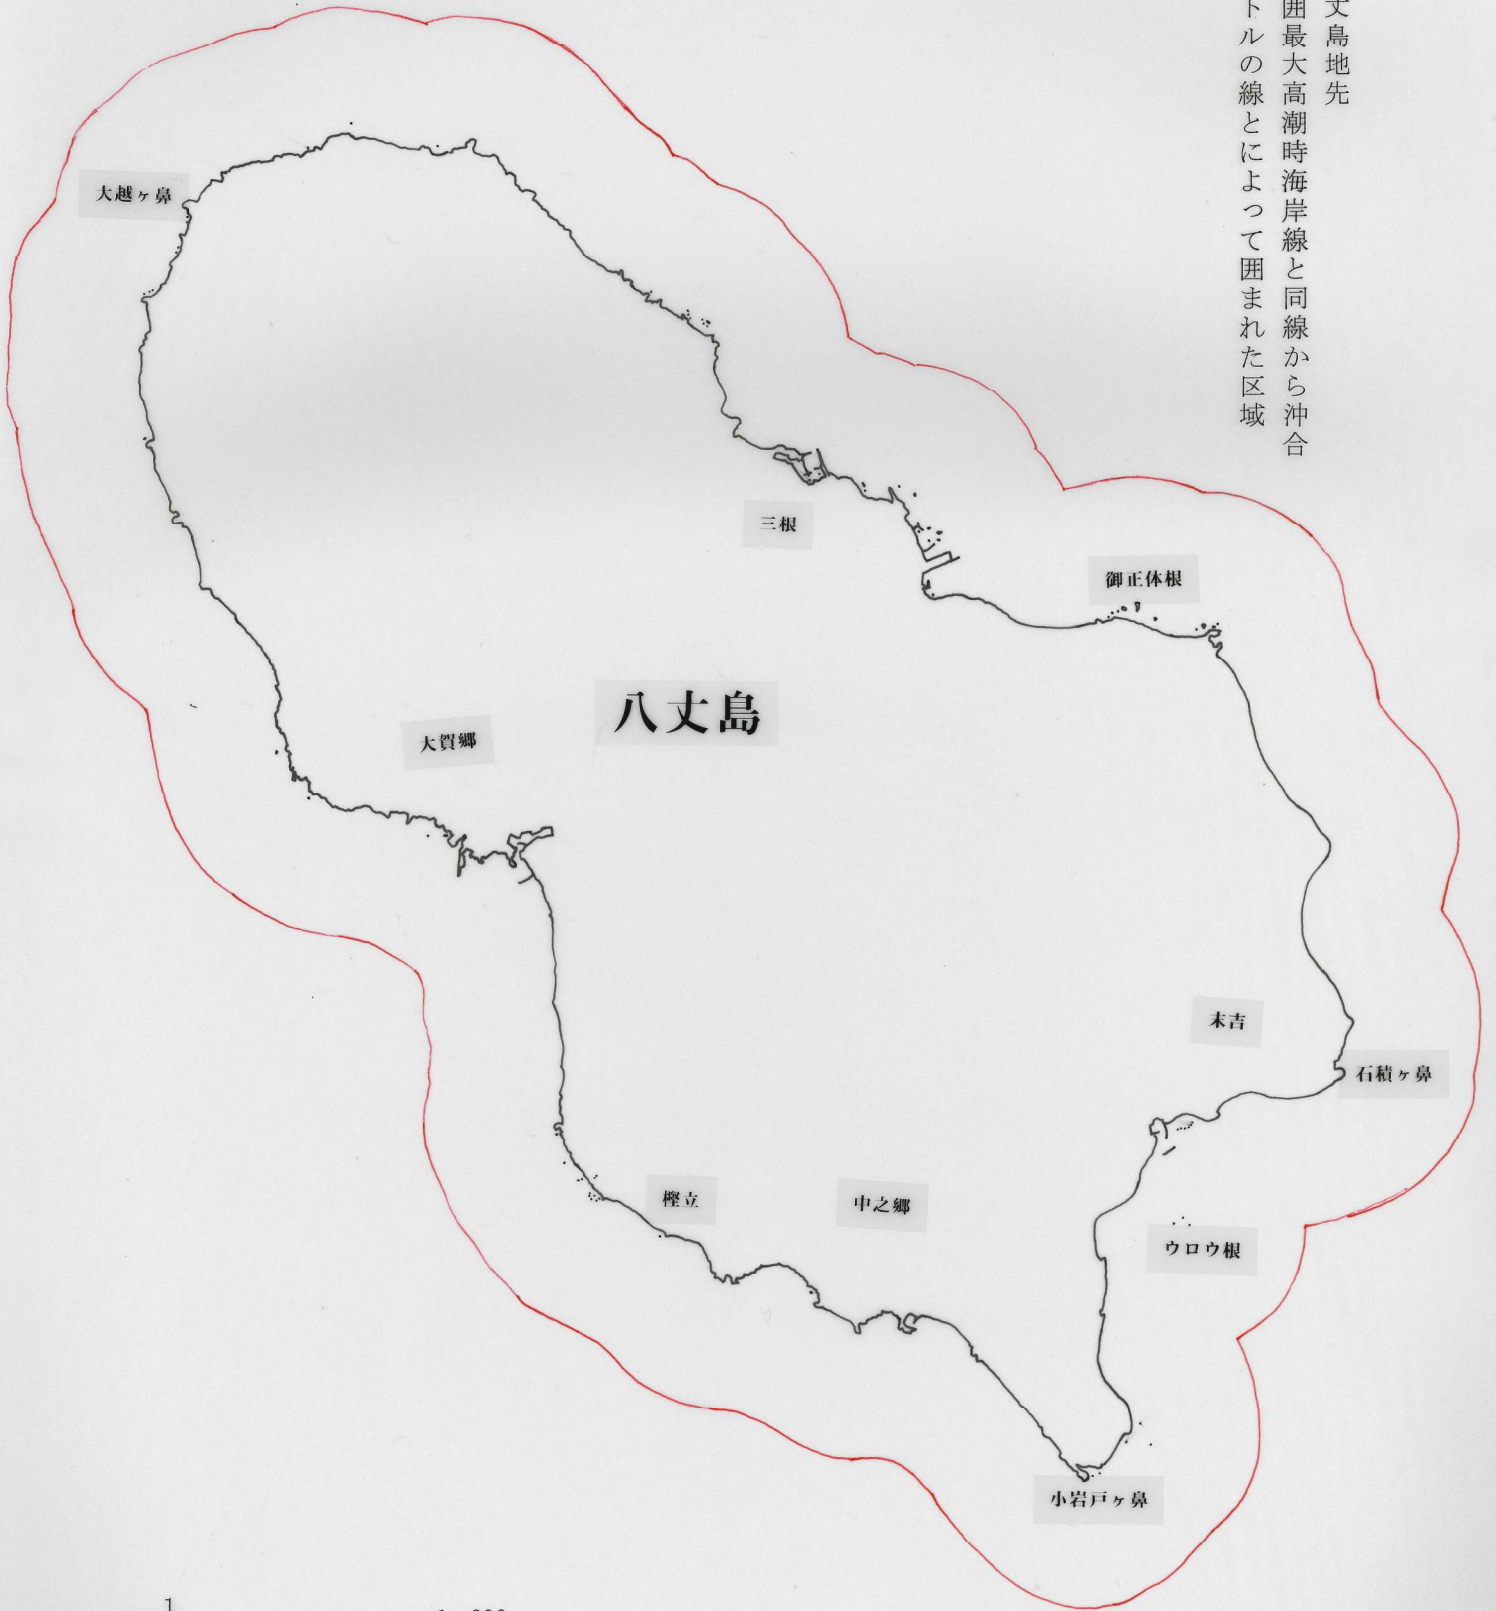 丈島地先
囲最大高潮時海岸線と同線から沖合
トルの線とによって囲まれた区域
大越ヶ鼻
三根
御正体根
八丈島
大賀郷
末吉
石積ヶ鼻
樫立
中之郷
ウロウ根
小岩戸ヶ鼻
1